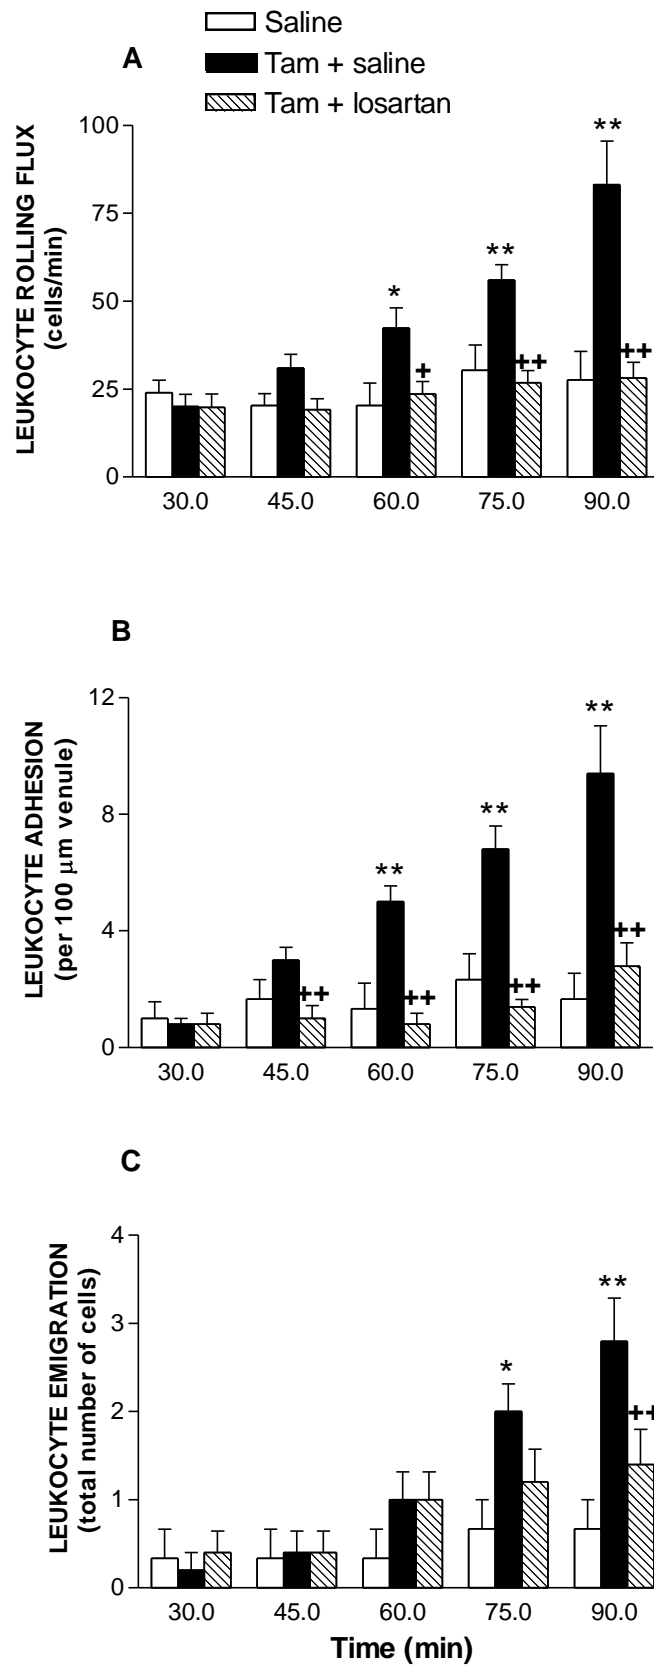 Saline
A
Tam + saline
Tam + losartan
LEUKOCYTE ROLLING FLUX
(cells/min)
100
75
50
25
0
*
+
**
++
**
++
30.0 45.0 60.0 75.0 90.0
B
LEUKOCYTE ADHESION
(per 100 µm venule)
12
8
4
0
++
**
++
**
++
**
++
30.0 45.0 60.0 75.0 90.0
C
LEUKOCYTE EMIGRATION
(total number of cells)
4
3
2
1
0
*
**
++
30.0 45.0 60.0 75.0 90.0
Time (min)